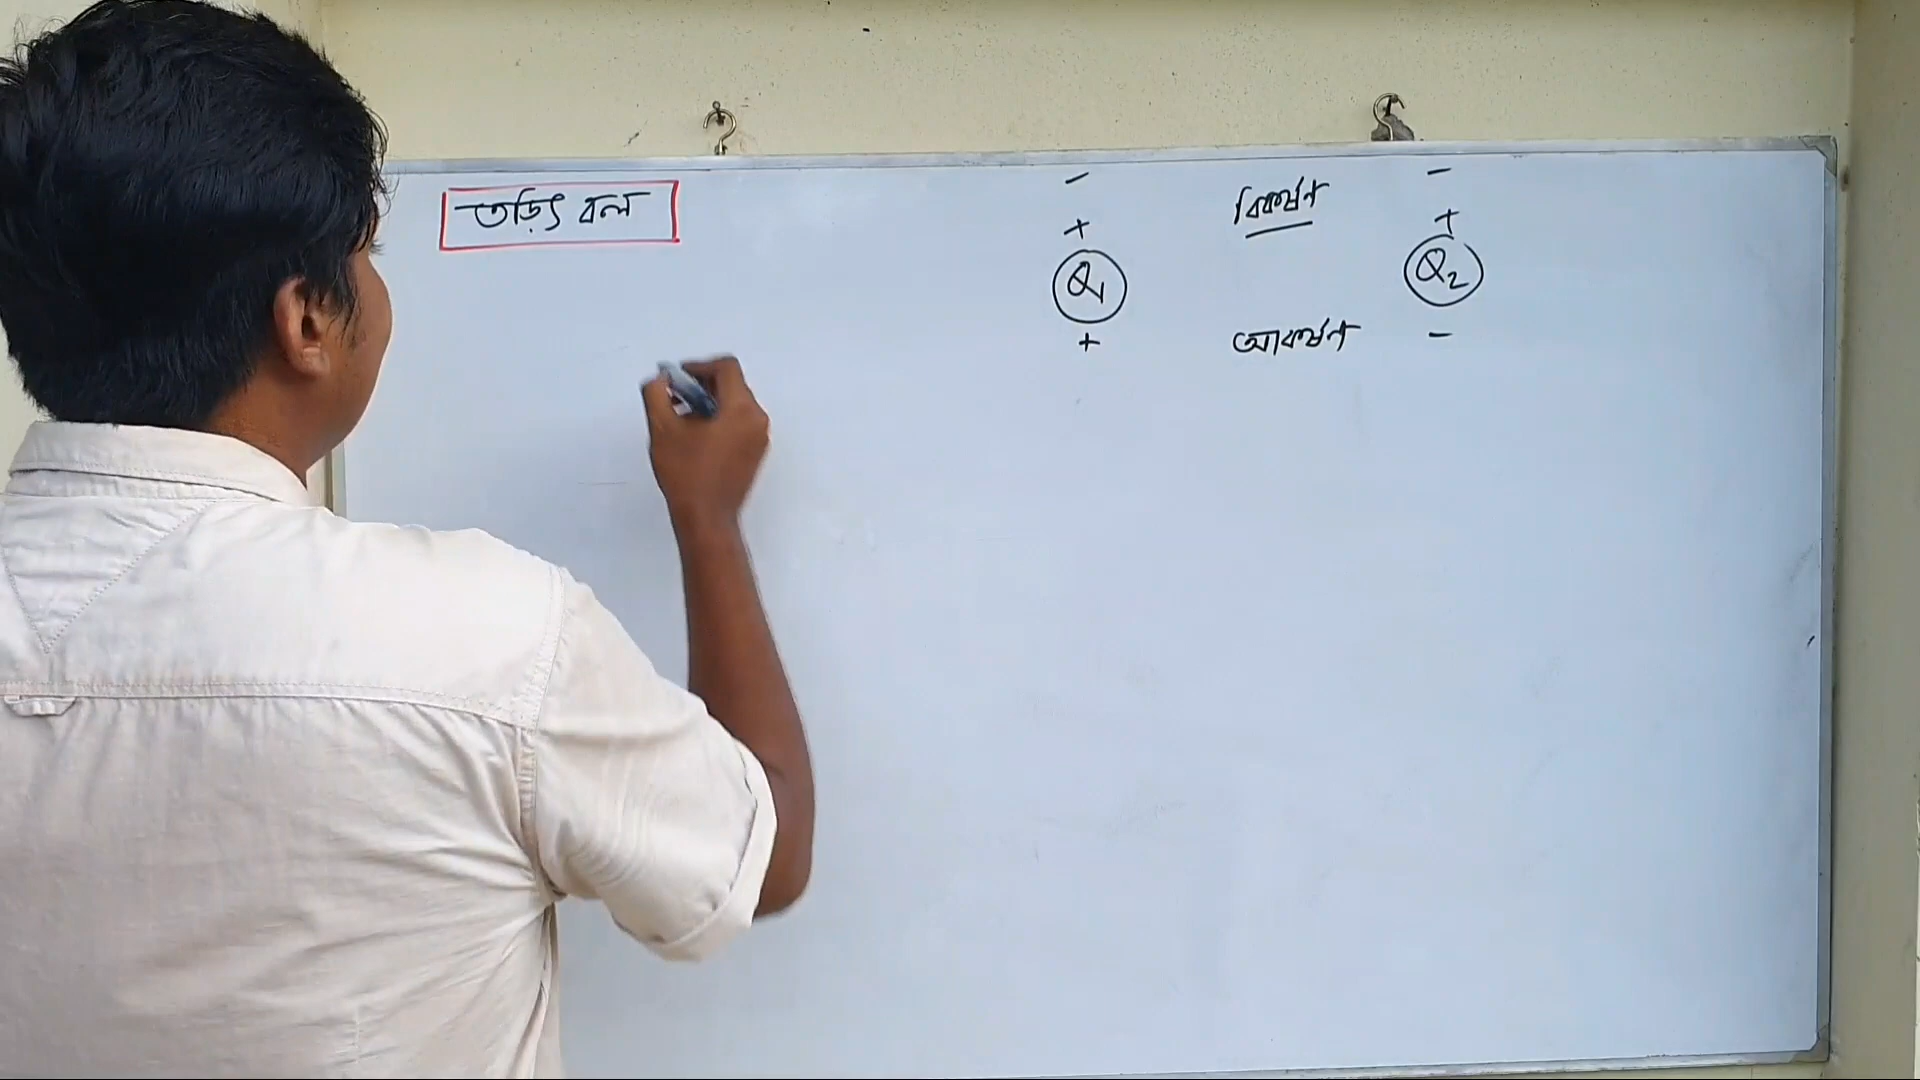 তড়িৎ বল
- বিকর্ষণ -
+ +
Q₁ Q₂
+ আকর্ষণ -